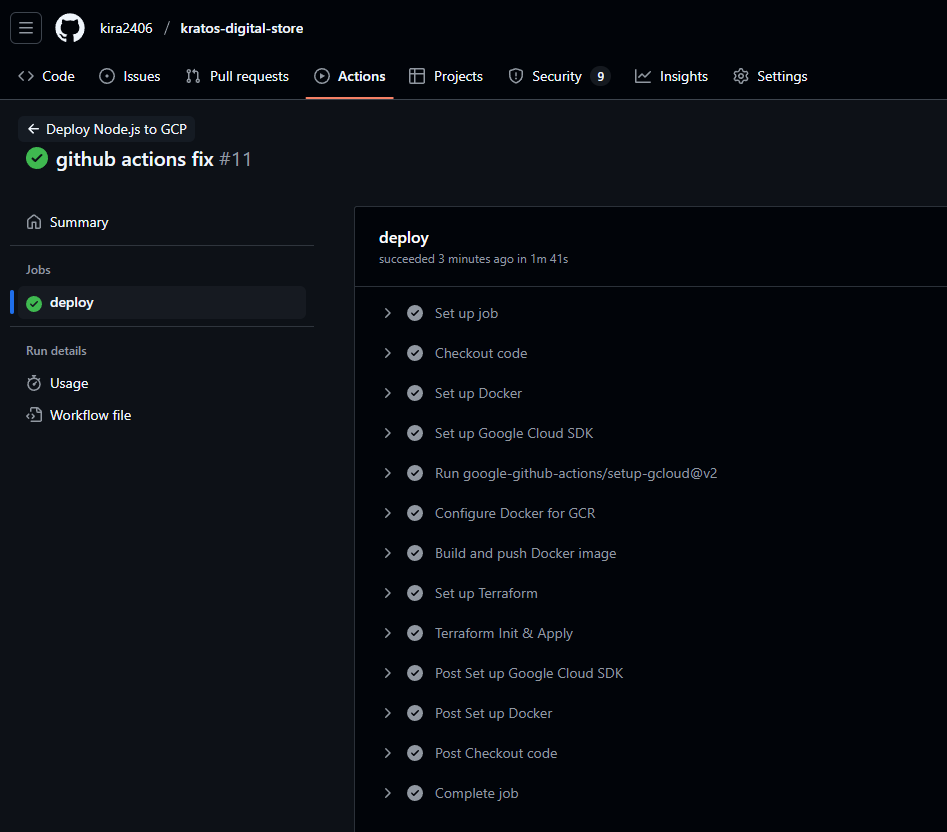 kira2406 / kratos-digital-store
Code Issues Pull requests Actions Projects Security 9 Insights Settings
← Deploy Node.js to GCP
github actions fix #11
Summary
Jobs
deploy
Run details
Usage
Workflow file
deploy
succeeded 3 minutes ago in 1m 41s
Set up job
Checkout code
Set up Docker
Set up Google Cloud SDK
Run google-github-actions/setup-gcloud@v2
Configure Docker for GCR
Build and push Docker image
Set up Terraform
Terraform Init & Apply
Post Set up Google Cloud SDK
Post Set up Docker
Post Checkout code
Complete job